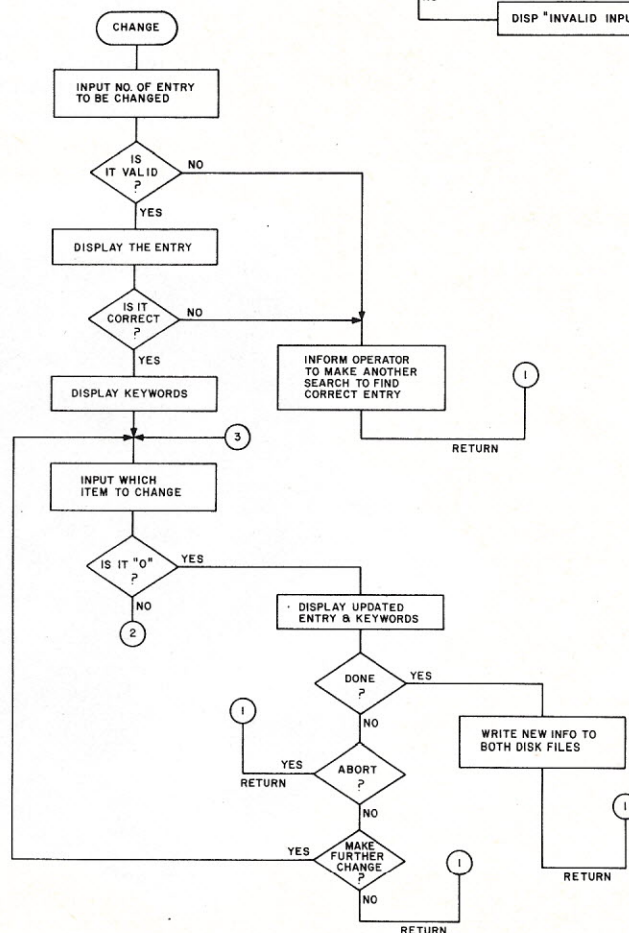 NO
DISP "INVALID INPU
CHANGE
INPUT NO. OF ENTRY
TO BE CHANGED
IS
IT VALID
?
NO
YES
DISPLAY THE ENTRY
IS IT
CORRECT
?
NO
YES
INFORM OPERATOR
TO MAKE ANOTHER
SEARCH TO FIND
CORRECT ENTRY
1
RETURN
DISPLAY KEYWORDS
3
INPUT WHICH
ITEM TO CHANGE
IS IT "0"
?
YES
NO
2
DISPLAY UPDATED
ENTRY & KEYWORDS
DONE
?
YES
NO
WRITE NEW INFO TO
BOTH DISK FILES
1
RETURN
1
YES
RETURN
ABORT
?
NO
MAKE
FURTHER
CHANGE
?
YES
NO
1
RETURN